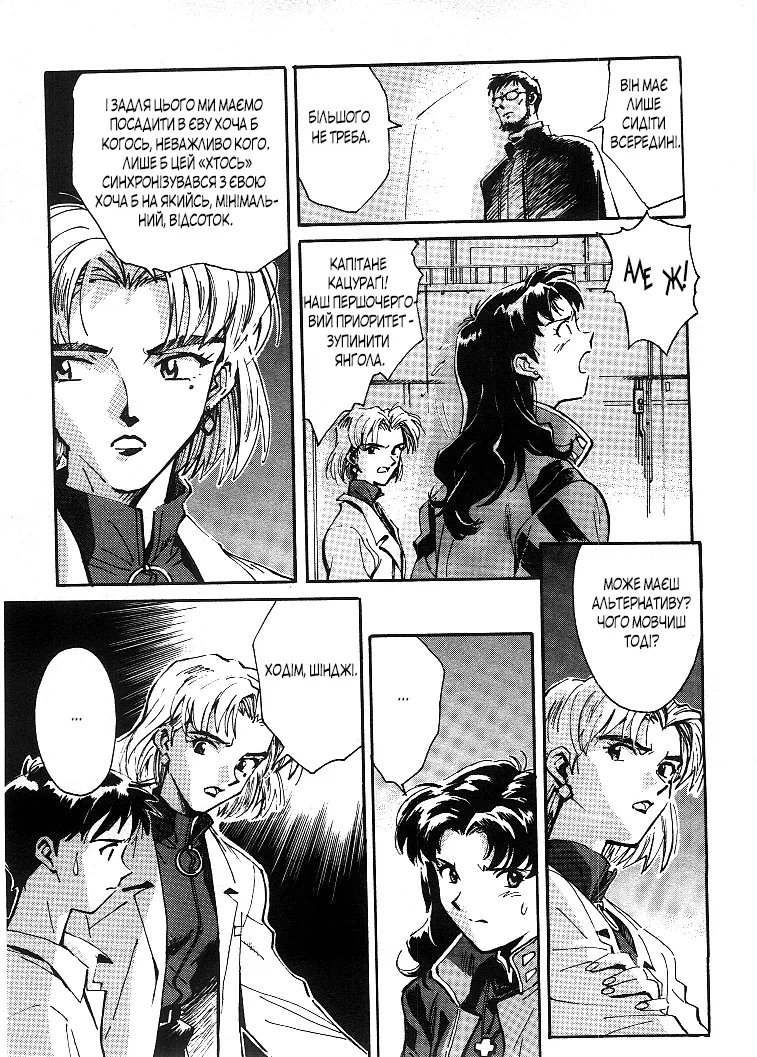 ВІН МАЄ
ЛИШЕ
СИДІТИ
ВСЕРЕДИНІ.
БІЛЬШОГО
НЕ ТРЕБА.
АЛЕ Ж!
КАПІТАНЕ
КАЦУРАҐІ!
НАШ ПЕРШОЧЕРГО-
ВИЙ ПРИОРИТЕТ -
ЗУПИНИТИ
ЯНГОЛА.
І ЗАДЛЯ ЦЬОГО МИ МАЄМО
ПОСАДИТИ В ЄВУ ХОЧА Б
КОГОСЬ, НЕВАЖЛИВО КОГО.
ЛИШЕ Б ЦЕЙ «ХТОСЬ»
СИНХРОНІЗУВАВСЯ З ЄВОЮ
ХОЧА Б НА ЯКИЙСЬ, МІНІМАЛЬ-
НИЙ, ВІДСОТОК.
МОЖЕ МАЄШ
АЛЬТЕРНАТИВУ?
ЧОГО МОВЧИШ
ТОДІ?
...
ХОДІМ, ШІНДЖІ.
...